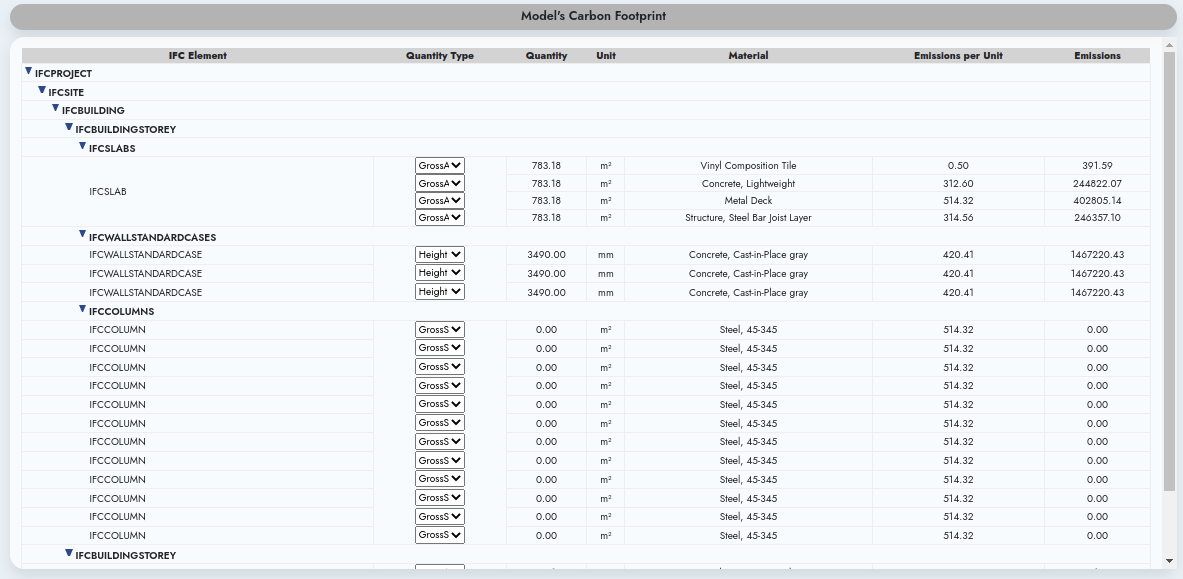 Model's Carbon Footprint
IFC Element Quantity Type Quantity Unit Material Emissions per Unit Emissions
IFCPROJECT
IFCSITE
IFCBUILDING
IFCBUILDINGSTOREY
IFCSLABS
IFCSLAB
GrossA 783.18 m² Vinyl Composition Tile 0.50 391.59
GrossA 783.18 m² Concrete, Lightweight 312.60 244822.07
GrossA 783.18 m² Metal Deck 514.32 402805.14
GrossA 783.18 m² Structure, Steel Bar Joist Layer 314.56 246357.10
IFCWALLSTANDARDCASES
IFCWALLSTANDARDCASE Height 3490.00 mm Concrete, Cast-in-Place gray 420.41 1467220.43
IFCWALLSTANDARDCASE Height 3490.00 mm Concrete, Cast-in-Place gray 420.41 1467220.43
IFCWALLSTANDARDCASE Height 3490.00 mm Concrete, Cast-in-Place gray 420.41 1467220.43
IFCCOLUMNS
IFCCOLUMN GrossS 0.00 m² Steel, 45-345 514.32 0.00
IFCCOLUMN GrossS 0.00 m² Steel, 45-345 514.32 0.00
IFCCOLUMN GrossS 0.00 m² Steel, 45-345 514.32 0.00
IFCCOLUMN GrossS 0.00 m² Steel, 45-345 514.32 0.00
IFCCOLUMN GrossS 0.00 m² Steel, 45-345 514.32 0.00
IFCCOLUMN GrossS 0.00 m² Steel, 45-345 514.32 0.00
IFCCOLUMN GrossS 0.00 m² Steel, 45-345 514.32 0.00
IFCCOLUMN GrossS 0.00 m² Steel, 45-345 514.32 0.00
IFCCOLUMN GrossS 0.00 m² Steel, 45-345 514.32 0.00
IFCCOLUMN GrossS 0.00 m² Steel, 45-345 514.32 0.00
IFCCOLUMN GrossS 0.00 m² Steel, 45-345 514.32 0.00
IFCCOLUMN GrossS 0.00 m² Steel, 45-345 514.32 0.00
IFCBUILDINGSTOREY